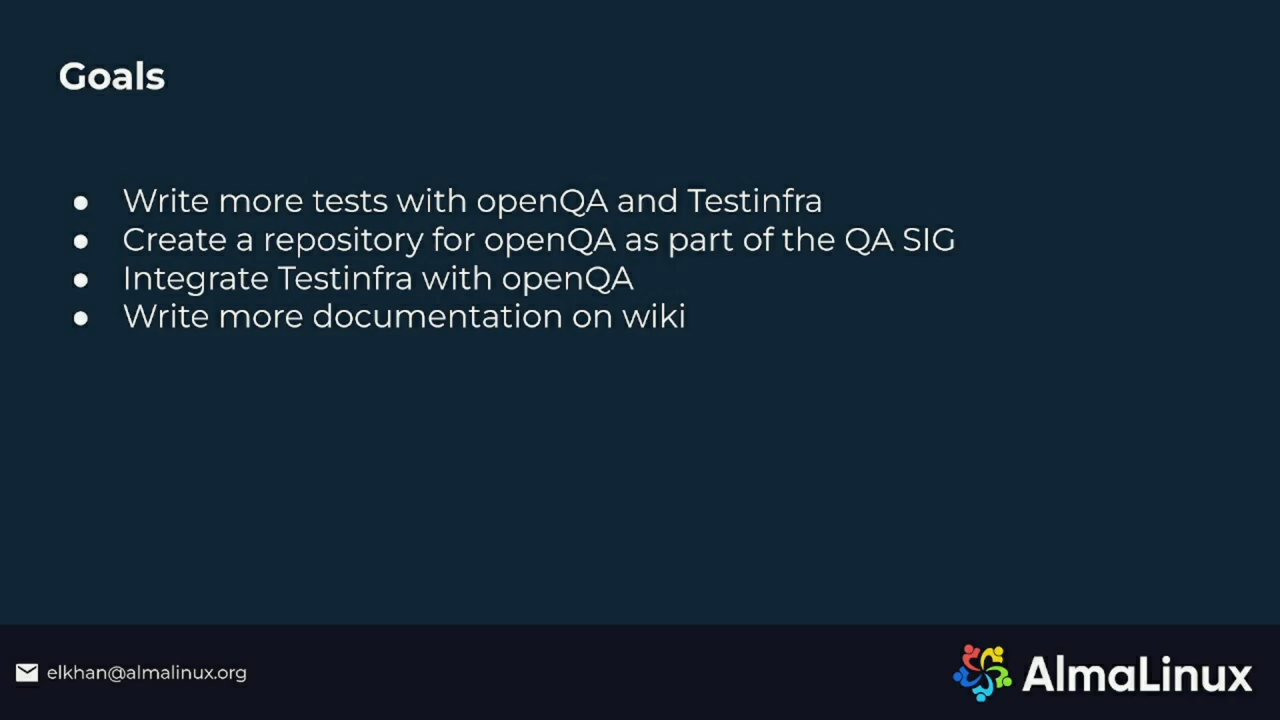 Goals
● Write more tests with openQA and Testinfra
● Create a repository for openQA as part of the QA SIG
● Integrate Testinfra with openQA
● Write more documentation on wiki
elkhan@almalinux.org
AlmaLinux